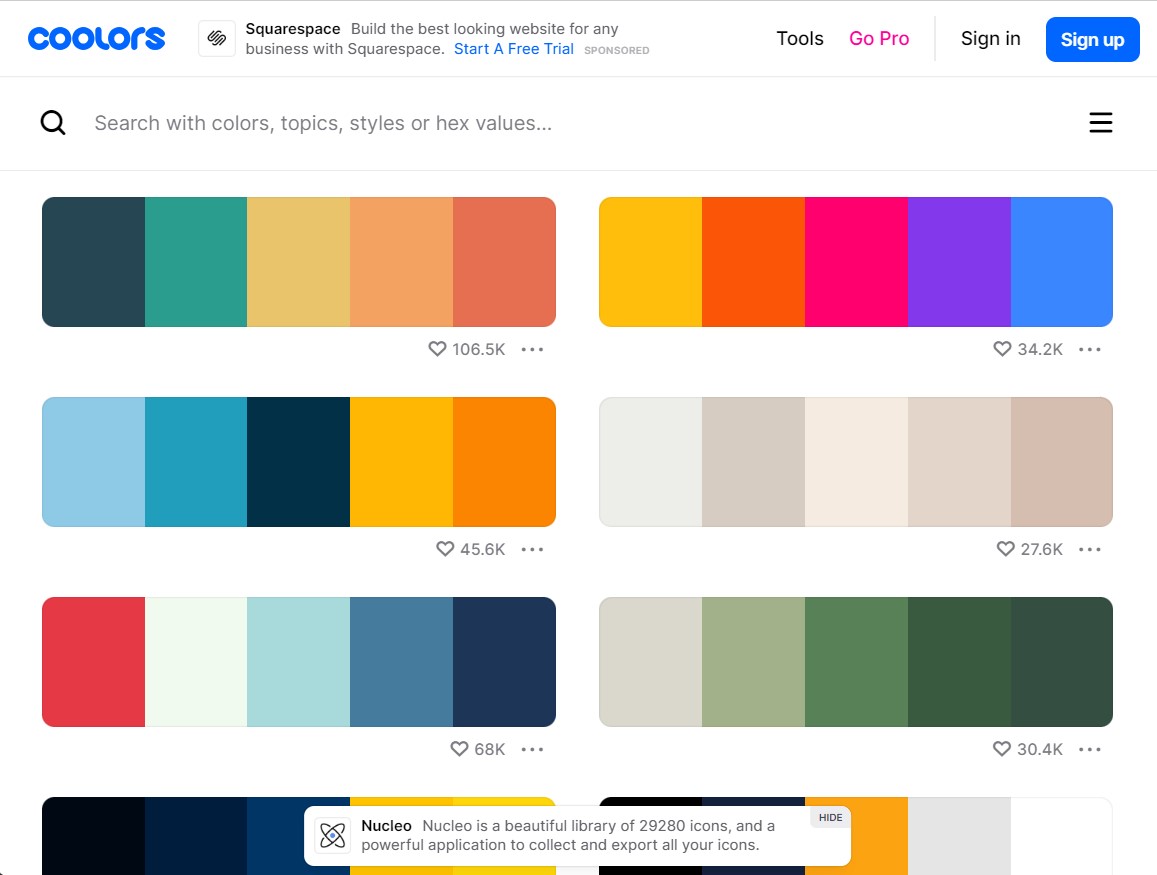 coolors
Squarespace Build the best looking website for any
business with Squarespace. Start A Free Trial SPONSORED
Tools
Go Pro
Sign in
Sign up
Search with colors, topics, styles or hex values...
106.5K
34.2K
45.6K
27.6K
68K
30.4K
Nucleo Nucleo is a beautiful library of 29280 icons, and a
powerful application to collect and export all your icons.
HIDE